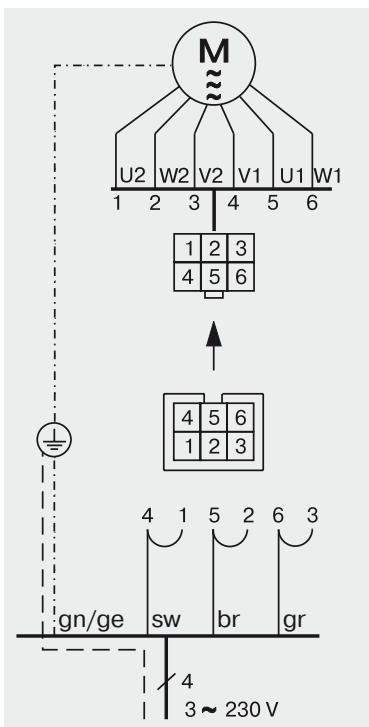 M
~
~
~
U2 W2 V2 V1 U1 W1
1 2 3 4 5 6
1 2 3
4 5 6
4 5 6
1 2 3
4 1 5 2 6 3
gn/ge sw br gr
4
3 ~ 230 V